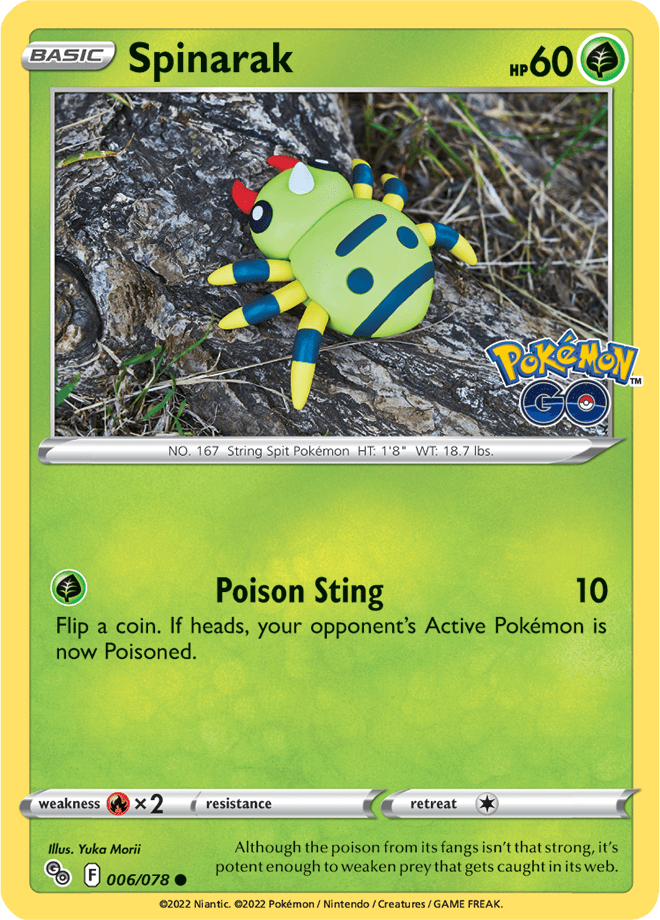 BASIC Spinarak HP60
POKÉMON
GO
TM
NO. 167 String Spit Pokémon HT: 1'8" WT: 18.7 lbs.
Poison Sting 10
Flip a coin. If heads, your opponent's Active Pokémon is
now Poisoned.
weakness ×2 resistance retreat
Illus. Yuka Morii
Although the poison from its fangs isn't that strong, it's
potent enough to weaken prey that gets caught in its web.
GO F 006/078
©2022 Niantic. ©2022 Pokémon / Nintendo / Creatures / GAME FREAK.